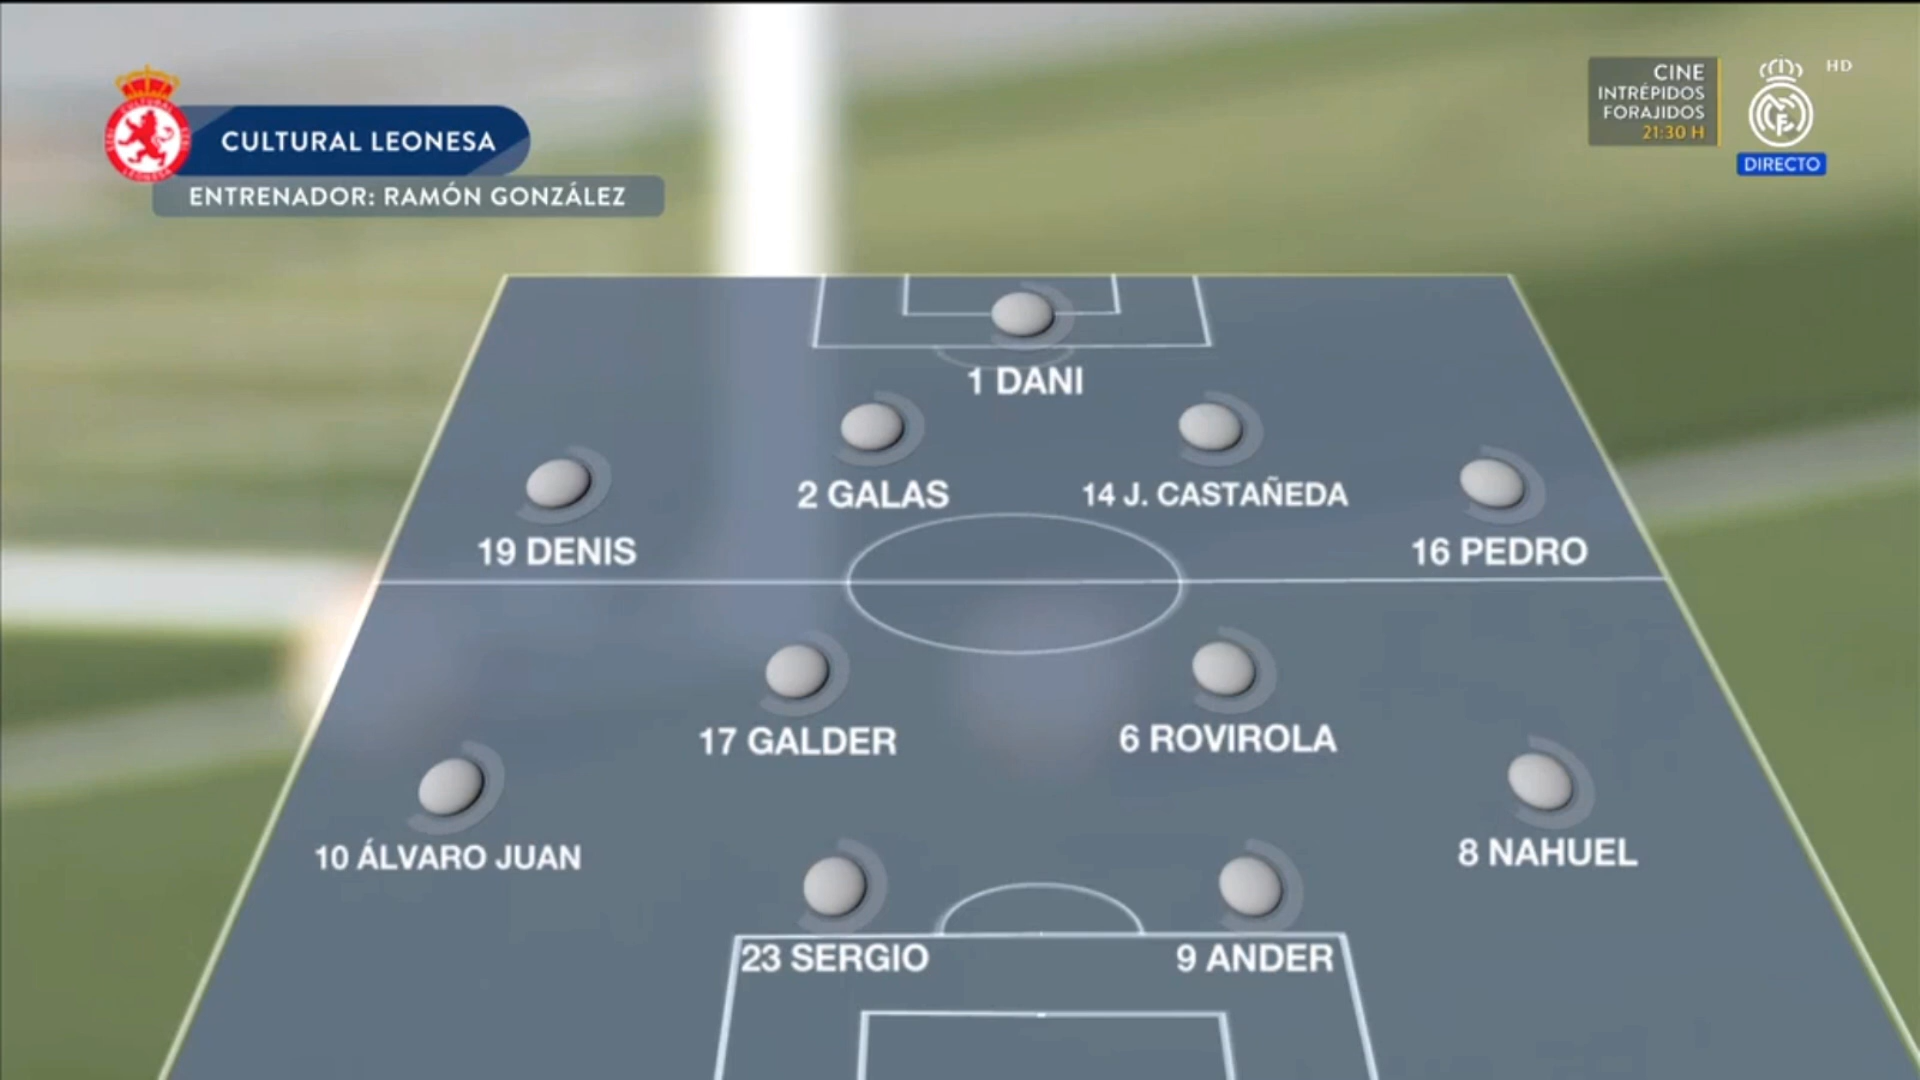 CULTURAL LEONESA
ENTRENADOR: RAMÓN GONZÁLEZ
CINE
INTRÉPIDOS
FORAJIDOS
21:30 H
HD
DIRECTO
1 DANI
2 GALAS
14 J. CASTAÑEDA
19 DENIS
16 PEDRO
17 GALDER
6 ROVIROLA
10 ÁLVARO JUAN
8 NAHUEL
23 SERGIO
9 ANDER